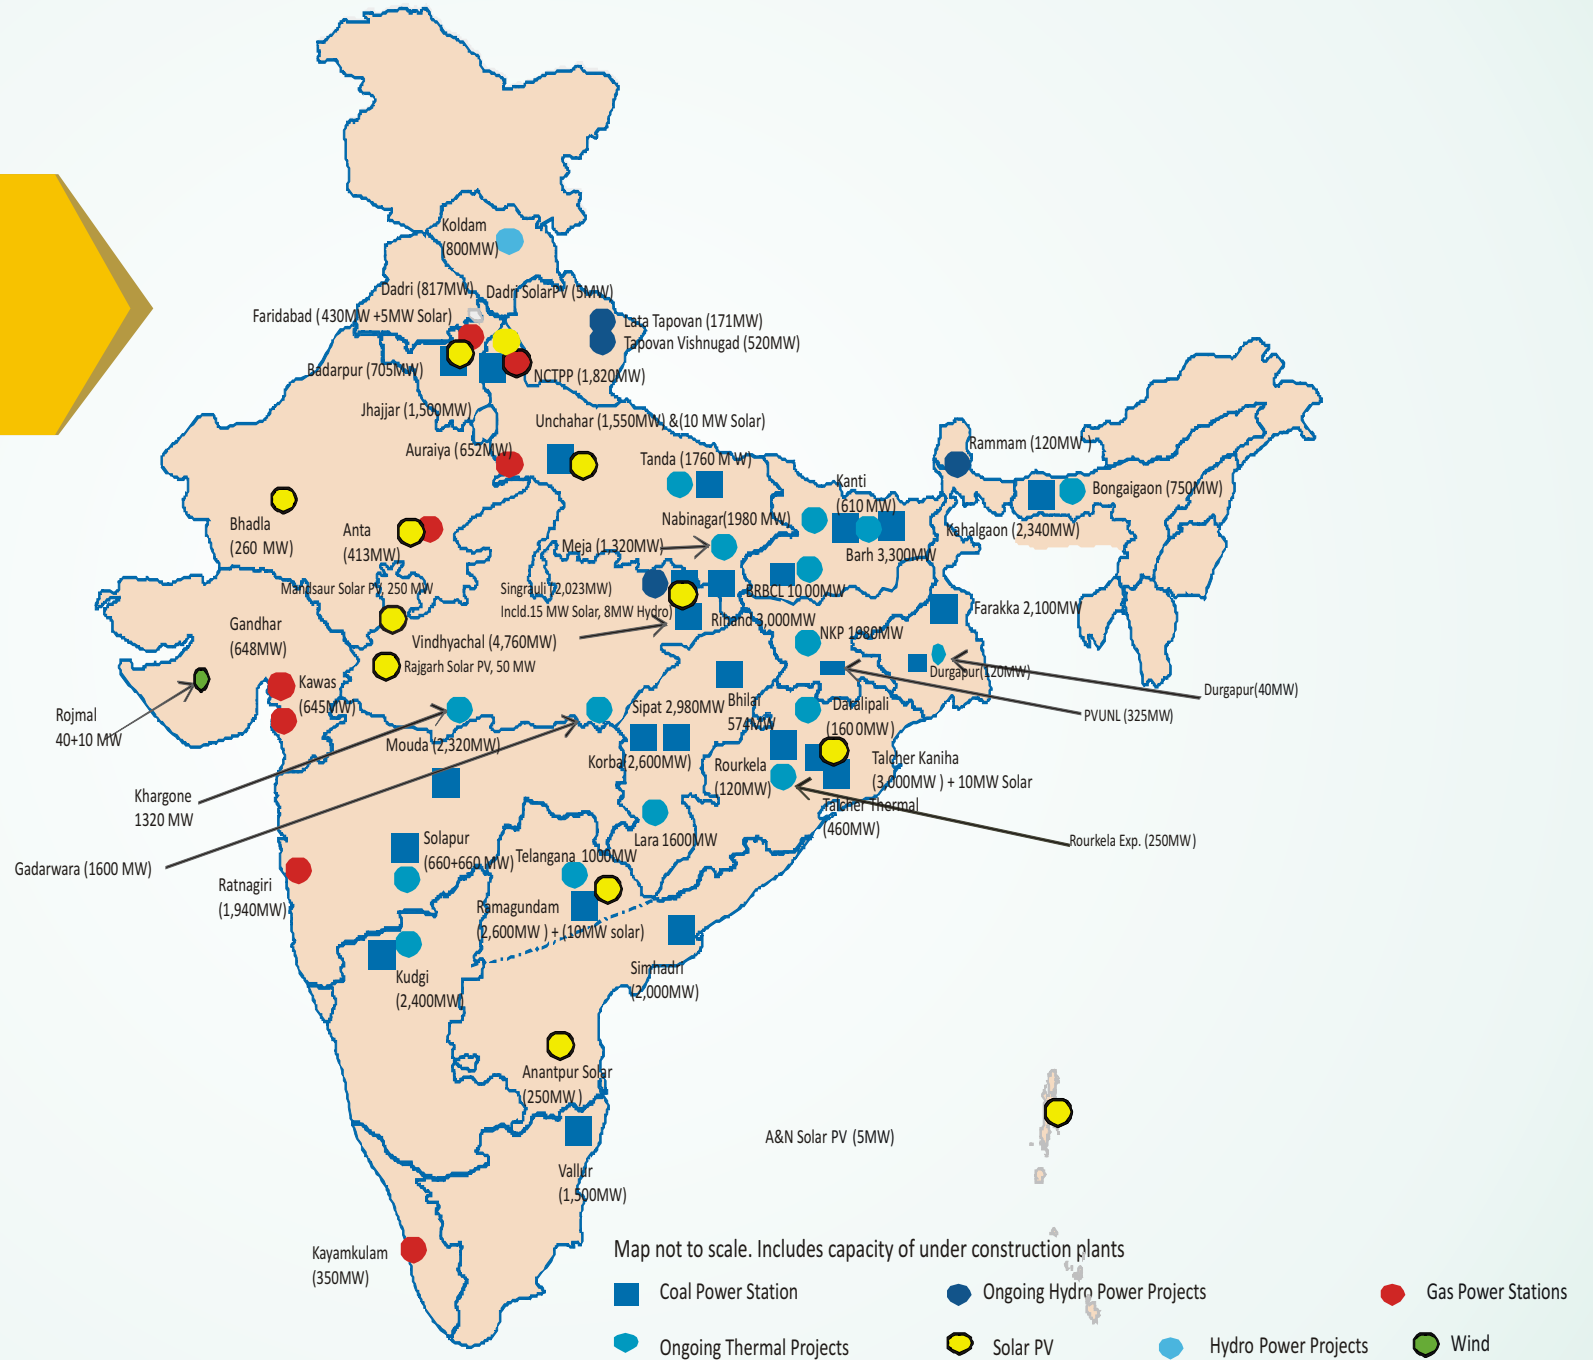 Koldam
(800MW)
Dadri (817MW)
Dadri SolarPV (5MW)
Faridabad (430MW +5MW Solar)
Lata Tapovan (171MW)
Tapovan Vishnugad (520MW)
Badarpur (705MW)
NCTPP (1,820MW)
Jhajjar (1,500MW)
Unchahar (1,550MW) &(10 MW Solar)
Auraiya (652MW)
Tanda (1760 MW)
Rammam (120MW )
Kanti
(610 MW)
Bongaigaon (750MW)
Bhadla
(260 MW)
Anta
(413MW)
Nabinagar(1980 MW)
Kahalgaon (2,340MW)
Meja (1,320MW)
Barh 3,300MW
Mandsaur Solar PV, 250 MW
Singrauli (2,023MW)
Incld.15 MW Solar, 8MW Hydro)
BRBCL 1000MW
Farakka 2,100MW
Gandhar
(648MW)
Rihand 3,000MW
NKP 1980MW
Vindhyachal (4,760MW)
Rajgarh Solar PV, 50 MW
Durgapur(120MW)
Durgapur(40MW)
Kawas
(645MW)
PVUNL (325MW)
Rojmal
40+10 MW
Sipat 2,980MW
Bhilai
574MW
Daralipali
(1600MW)
Mouda (2,320MW)
Korba(2,600MW)
Rourkela
(120MW)
Talcher Kaniha
(3,000MW ) + 10MW Solar
Khargone
1320 MW
Talcher Thermal
(460MW)
Solapur
(660+660 MW)
Lara 1600MW
Rourkela Exp. (250MW)
Telangana 1000MW
Gadarwara (1600 MW)
Ratnagiri
(1,940MW)
Ramagundam
(2,600MW ) + (10MW solar)
Simhadri
(2,000MW)
Kudgi
(2,400MW)
Anantpur Solar
(250MW )
A&N Solar PV (5MW)
Vallur
(1,500MW)
Kayamkulam
(350MW)
Map not to scale. Includes capacity of under construction plants
Coal Power Station
Ongoing Hydro Power Projects
Gas Power Stations
Ongoing Thermal Projects
Solar PV
Hydro Power Projects
Wind